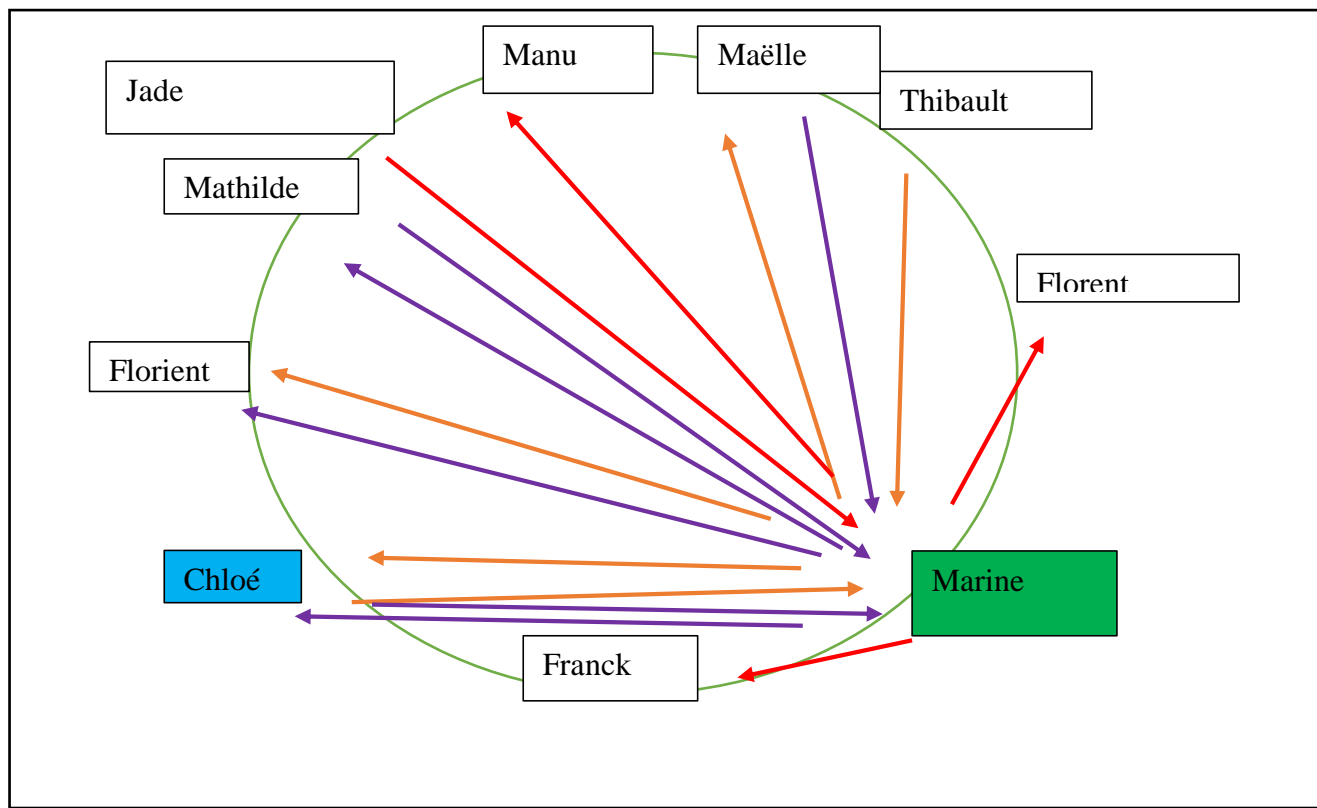 Manu
Maëlle
Jade
Thibault
Mathilde
Florent
Florient
Chloé
Marine
Franck